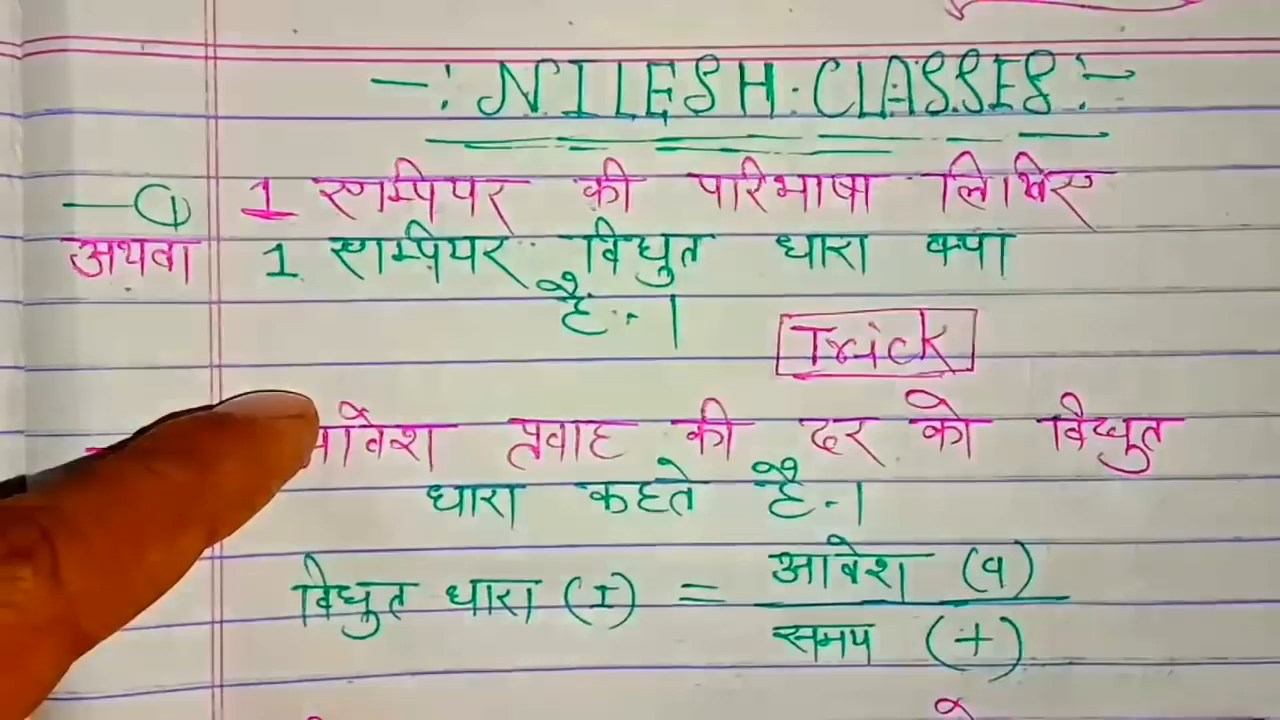 -: NILESH CLASSES :-
① 1 एम्पियर की परिभाषा लिखिए
अथवा 1 एम्पियर विधुत धारा क्या
है।
Trick
आवेश प्रवाह की दर को विधुत
धारा कहते है।
विधुत धारा (I) = आवेश (q)
समय (t)